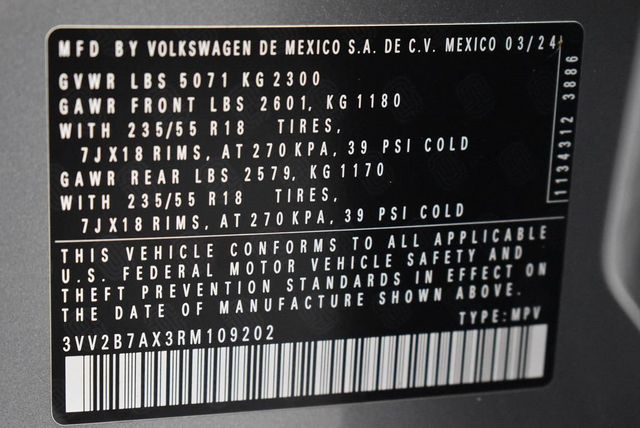 MFD BY VOLKSWAGEN DE MEXICO S.A. DE C.V. MEXICO 03/24
GVWR LBS 5071 KG 2300
GAWR FRONT LBS 2601, KG 1180
WITH 235/55 R18 TIRES,
7JX18 RIMS, AT 270 KPA, 39 PSI COLD
GAWR REAR LBS 2579, KG 1170
WITH 235/55 R18 TIRES,
7JX18 RIMS, AT 270 KPA, 39 PSI COLD
1134312 3886
THIS VEHICLE CONFORMS TO ALL APPLICABLE
U.S. FEDERAL MOTOR VEHICLE SAFETY AND
THEFT PREVENTION STANDARDS IN EFFECT ON
THE DATE OF MANUFACTURE SHOWN ABOVE.
TYPE: MPV
3VV2B7AX3RM109202